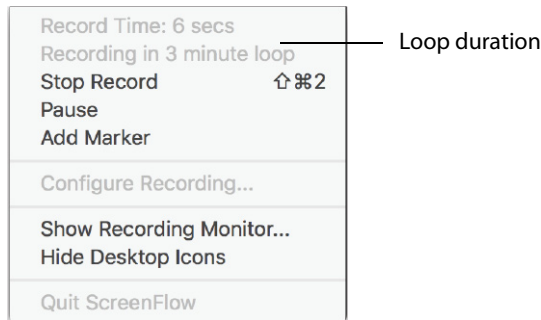 Record Time: 6 secs
Recording in 3 minute loop
Loop duration
Stop Record ⇧⌘2
Pause
Add Marker
Configure Recording...
Show Recording Monitor...
Hide Desktop Icons
Quit ScreenFlow